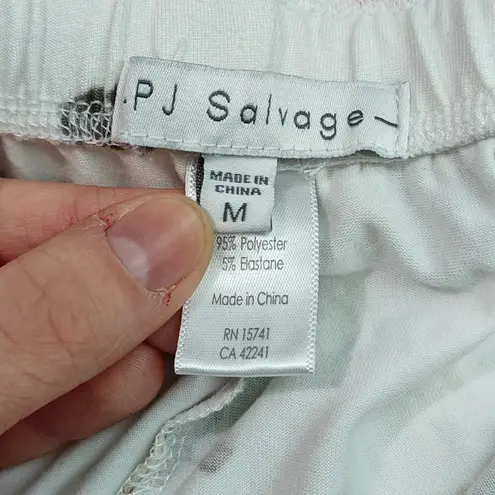 .PJ Salvage
MADE IN
CHINA
M
95% Polyester
5% Elastane
Made in China
RN 15741
CA 42241